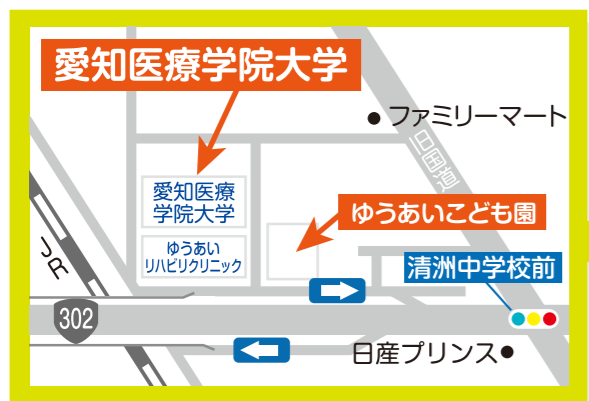 愛知医療学院大学
ファミリーマート
旧国道
愛知医療
学院大学
ゆうあいこども園
ゆうあい
リハビリクリニック
JR
清洲中学校前
302
日産プリンス